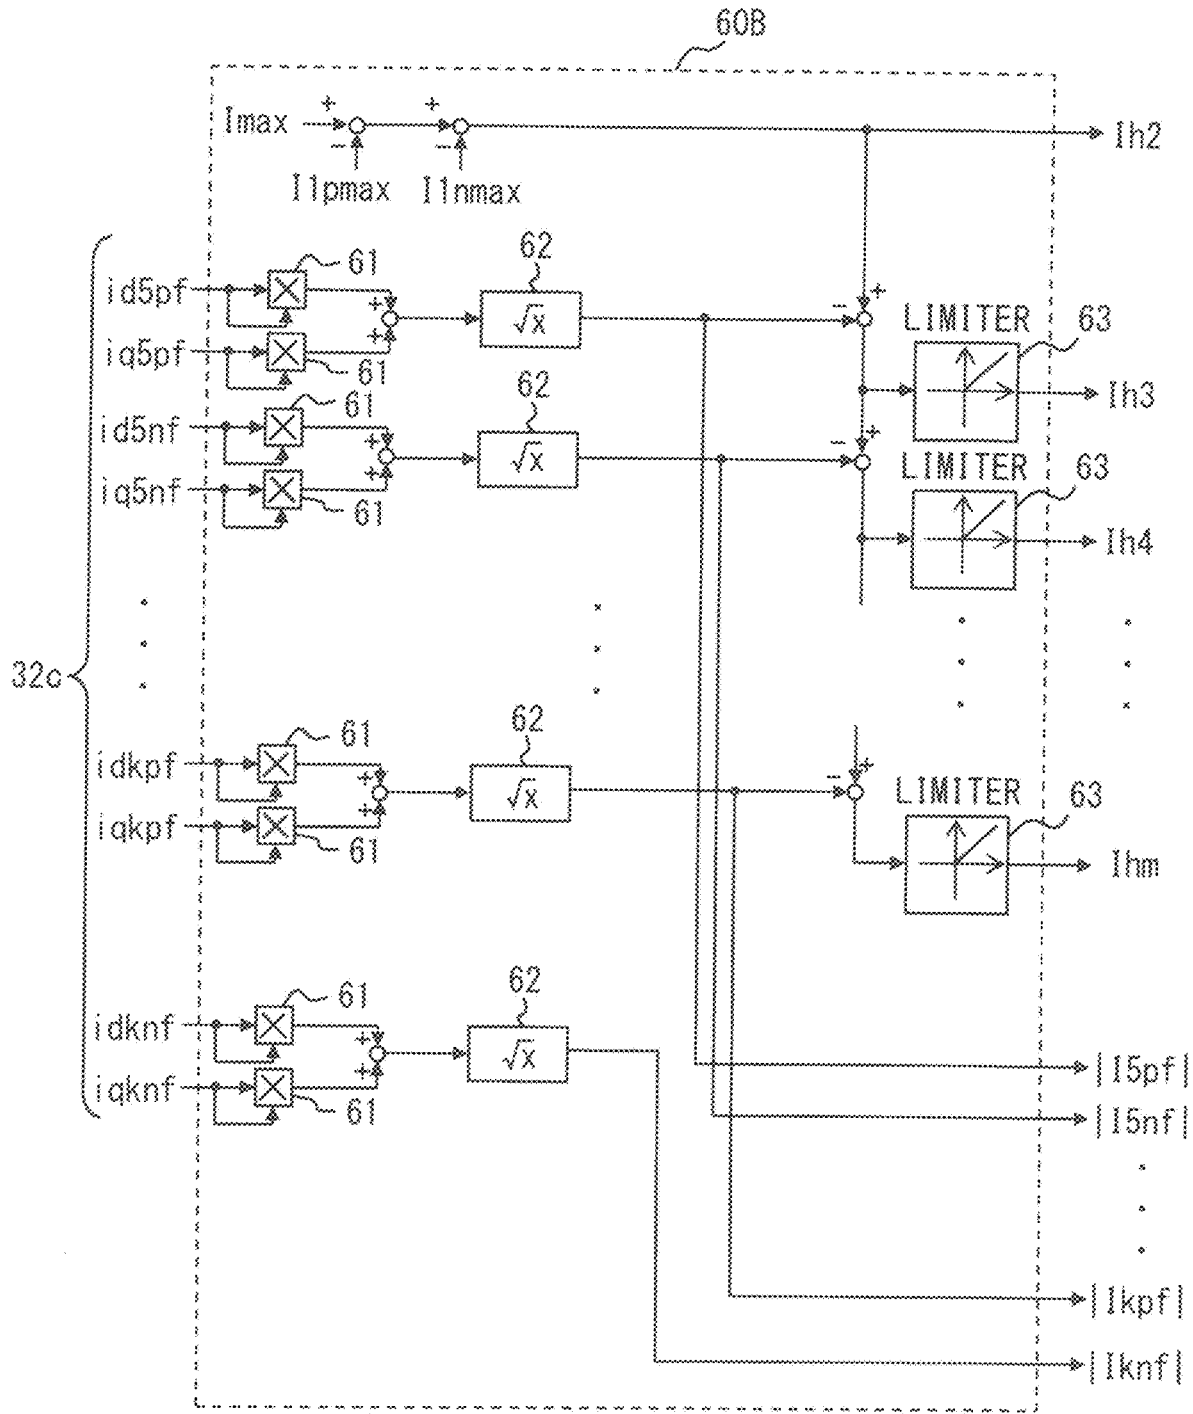 60B
+
+
Imax
Ih2
−
−
I1pmax
I1nmax
61
62
id5pf
+
+
−
+
√x
LIMITER
63
iq5pf
61
Ih3
61
62
id5nf
+
+
−
+
√x
LIMITER
63
iq5nf
61
Ih4
32c
61
62
idkpf
+
+
−
+
√x
LIMITER
63
iqkpf
61
Ihm
61
62
idknf
+
+
√x
iqknf
61
|I5pf|
|I5nf|
|Ikpf|
|Iknf|